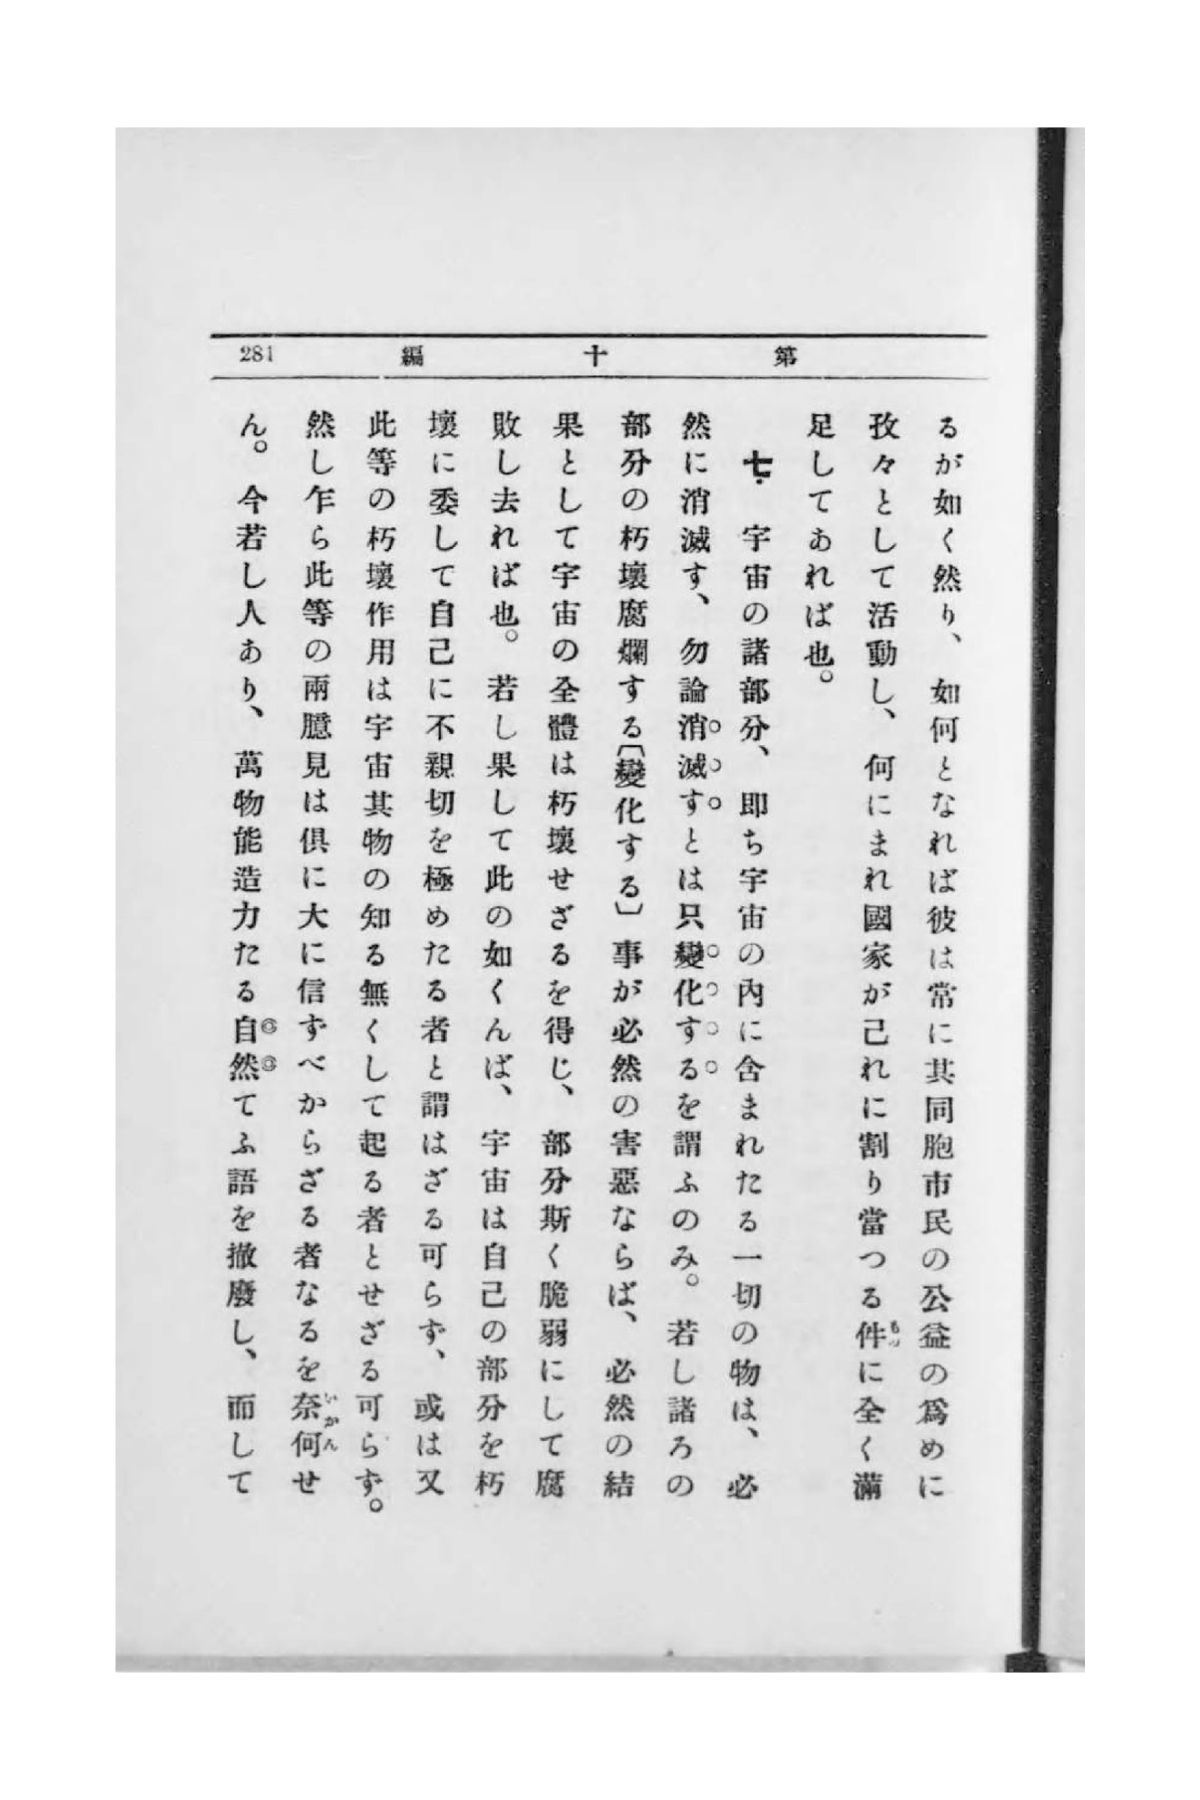 第十編
281
るが如く然り、如何となれば彼は常に其同胞市民の公益の爲めに
孜々として活動し、何にまれ國家が己れに割り當つる件に全く滿
足してあれば也。
七、宇宙の諸部分、即ち宇宙の內に含まれたる一切の物は、必
然に消滅す、勿論消滅すとは只變化するを謂ふのみ。若し諸ろの
部分の朽壞腐爛する〔變化する〕事が必然の害惡ならば、必然の結
果として宇宙の全體は朽壞せざるを得じ、部分斯く脆弱にして腐
敗し去れば也。若し果して此の如くんば、宇宙は自己の部分を朽
壞に委して自己に不親切を極めたる者と謂はざる可らず、或は又
此等の朽壞作用は宇宙其物の知る無くして起る者とせざる可らず。
然し乍ら此等の兩臆見は俱に大に信ずべからざる者なるを奈何せ
ん。今若し人あり、萬物能造力たる自然てふ語を撤廢し、而して
もの
いかん